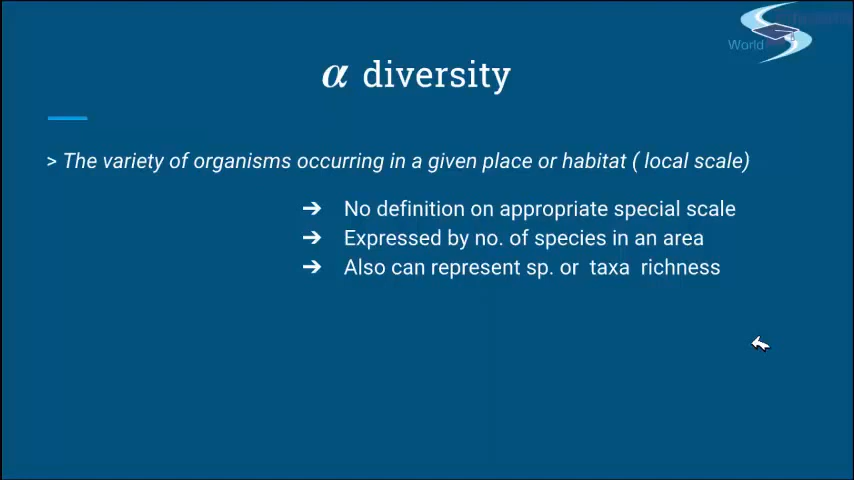 World
α diversity
> The variety of organisms occurring in a given place or habitat ( local scale)
➔ No definition on appropriate special scale
➔ Expressed by no. of species in an area
➔ Also can represent sp. or taxa richness